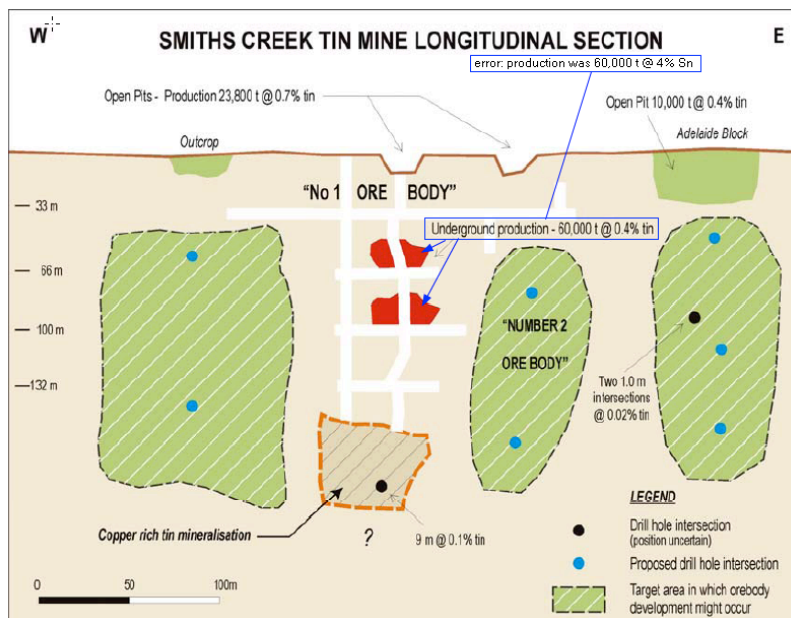 W E
SMITHS CREEK TIN MINE LONGITUDINAL SECTION
error: production was 60,000 t @ 4% Sn
Open Pits - Production 23,800 t @ 0.7% tin
Open Pit 10,000 t @ 0.4% tin
Outcrop
Adelaide Block
"No 1 ORE BODY"
33 m
Underground production - 60,000 t @ 0.4% tin
66 m
100 m
"NUMBER 2
ORE BODY"
132 m
Two 1.0 m
intersections
@ 0.02% tin
LEGEND
Copper rich tin mineralisation
?
9 m @ 0.1% tin
Drill hole intersection
(position uncertain)
Proposed drill hole intersection
Target area in which orebody
development might occur
0 50 100m